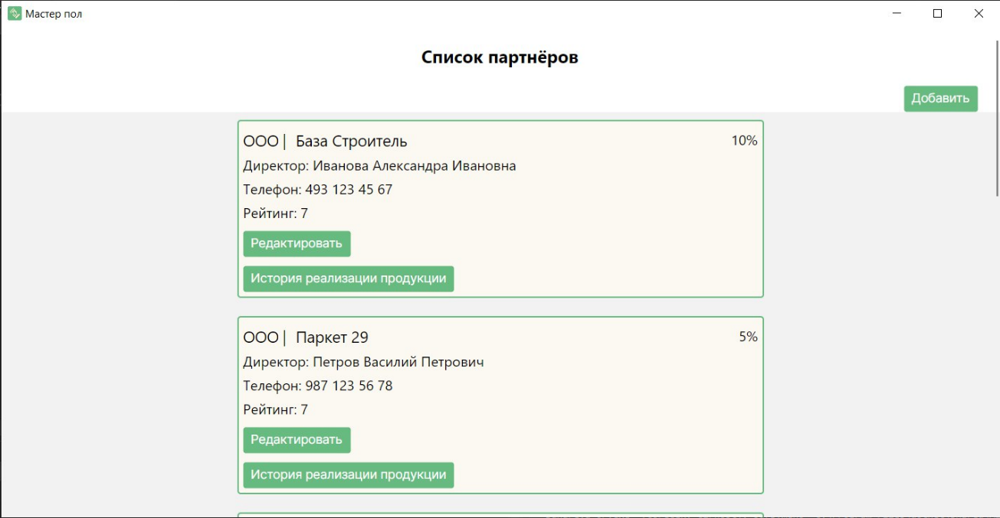 Мастер пол
Список партнёров
Добавить
ООО | База Строитель 10%
Директор: Иванова Александра Ивановна
Телефон: 493 123 45 67
Рейтинг: 7
Редактировать
История реализации продукции
ООО | Паркет 29 5%
Директор: Петров Василий Петрович
Телефон: 987 123 56 78
Рейтинг: 7
Редактировать
История реализации продукции